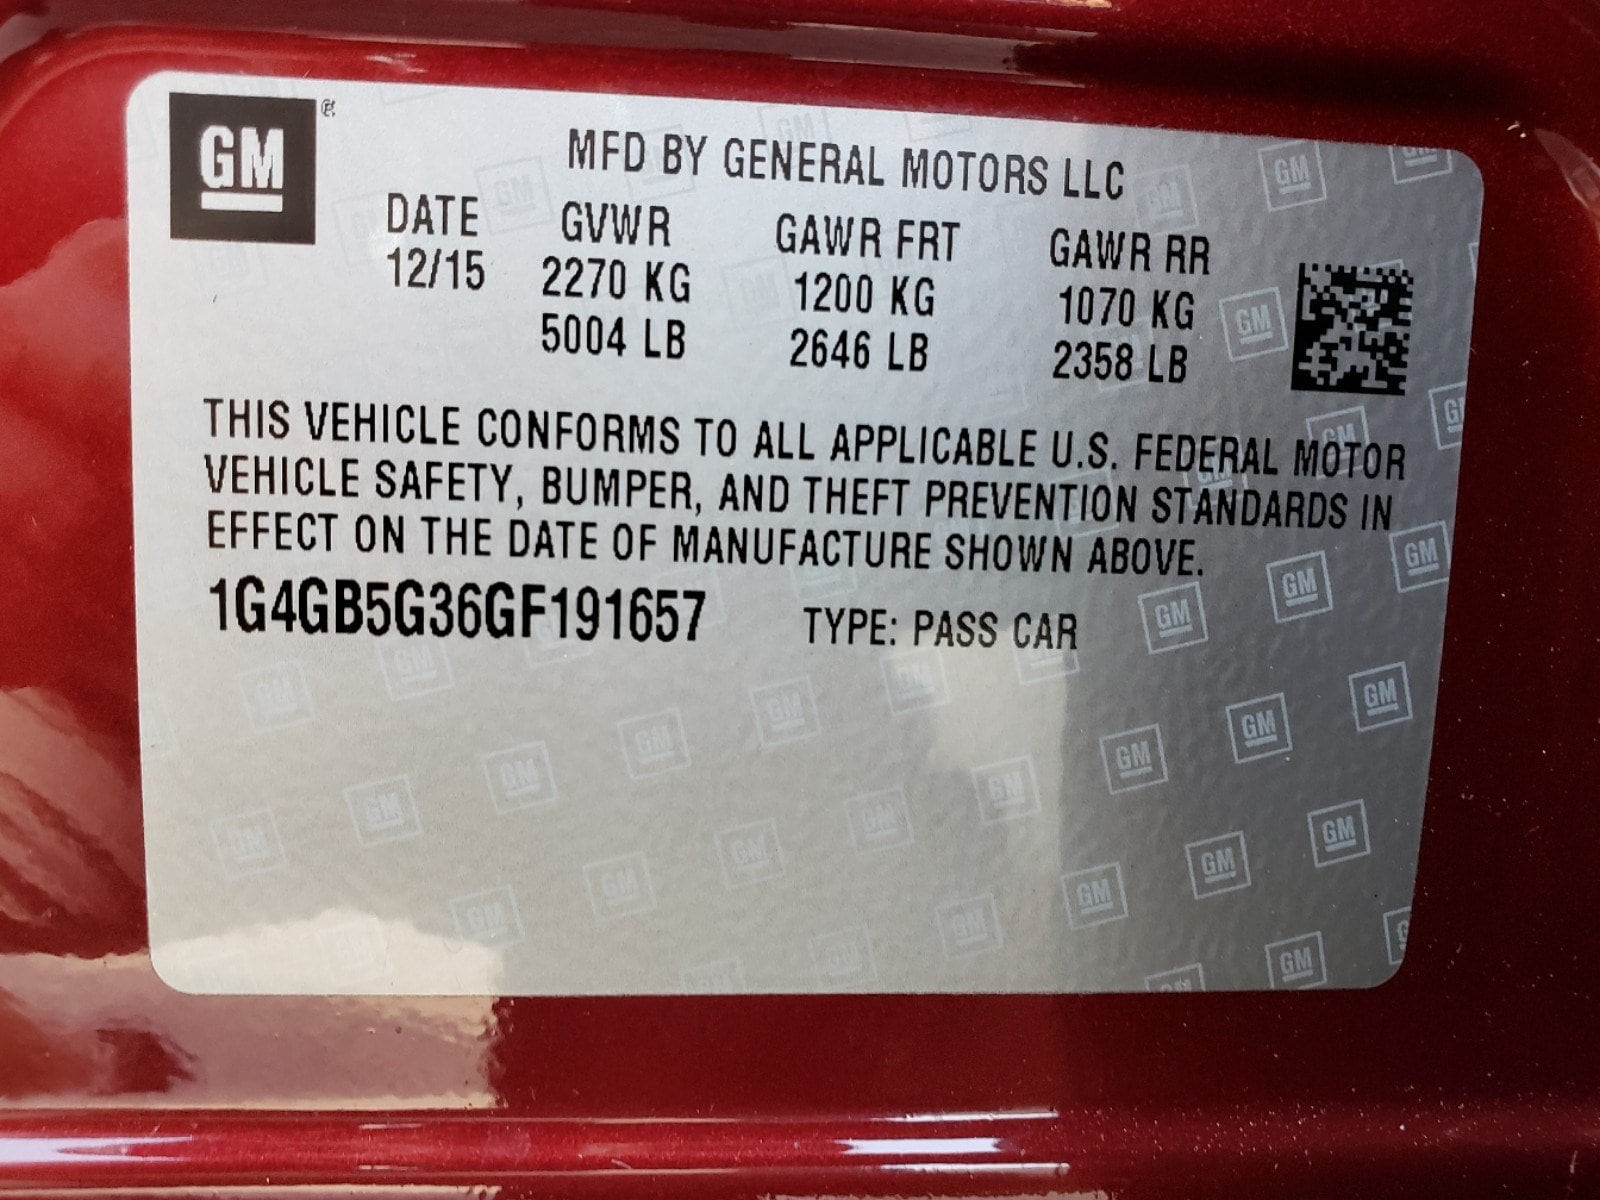 GM
MFD BY GENERAL MOTORS LLC
DATE GVWR GAWR FRT GAWR RR
12/15 2270 KG 1200 KG 1070 KG
5004 LB 2646 LB 2358 LB
THIS VEHICLE CONFORMS TO ALL APPLICABLE U.S. FEDERAL MOTOR
VEHICLE SAFETY, BUMPER, AND THEFT PREVENTION STANDARDS IN
EFFECT ON THE DATE OF MANUFACTURE SHOWN ABOVE.
1G4GB5G36GF191657 TYPE: PASS CAR